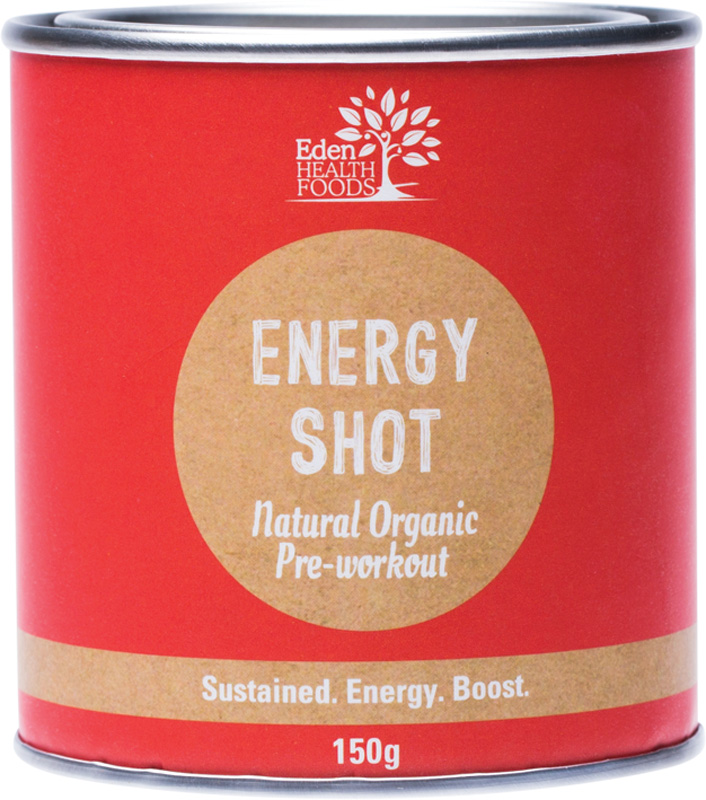 Eden
HEALTH
FOODS
ENERGY
SHOT
Natural Organic
Pre-workout
Sustained. Energy. Boost.
150g